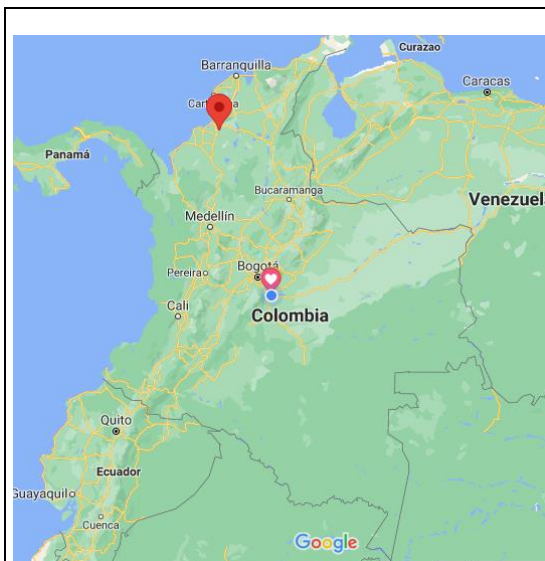 Curazao
Barranquilla
Caracas
Panamá
Bucaramanga
Venezuel
Medellín
Pereira
Bogotá
Cali
Colombia
Quito
Ecuador
Guayaquil
Cuenca
Google